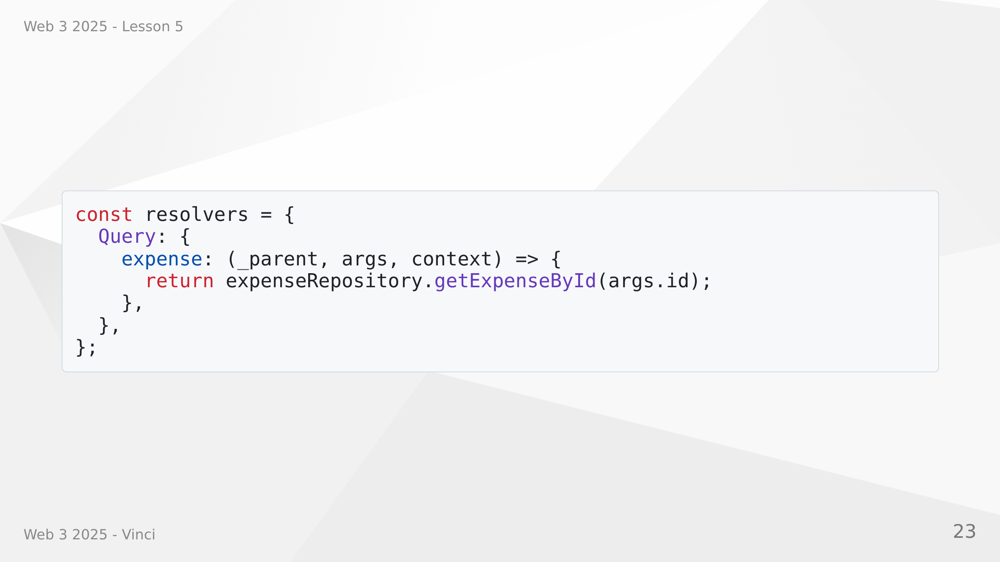 Web 3 2025 - Lesson 5
const resolvers = {
  Query: {
    expense: (_parent, args, context) => {
      return expenseRepository.getExpenseById(args.id);
    },
  },
};
Web 3 2025 - Vinci
23